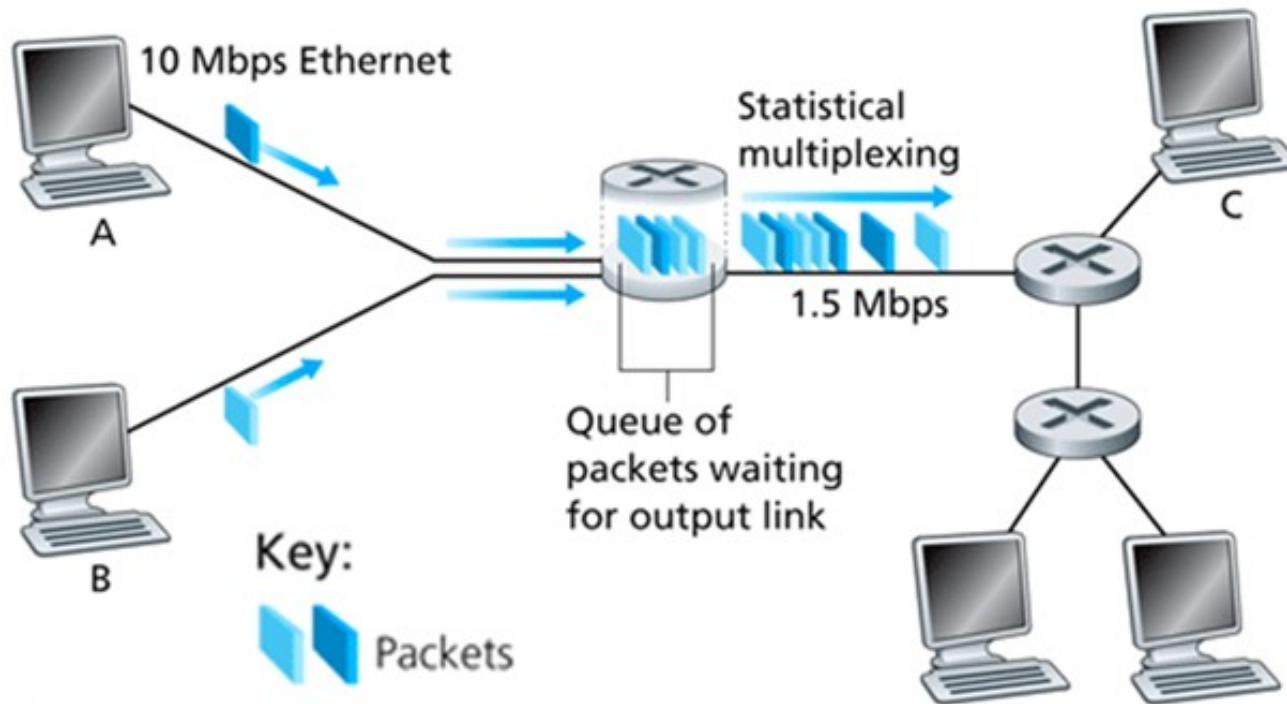 10 Mbps Ethernet
A
Statistical
multiplexing
C
1.5 Mbps
Queue of
packets waiting
for output link
B
Key:
Packets